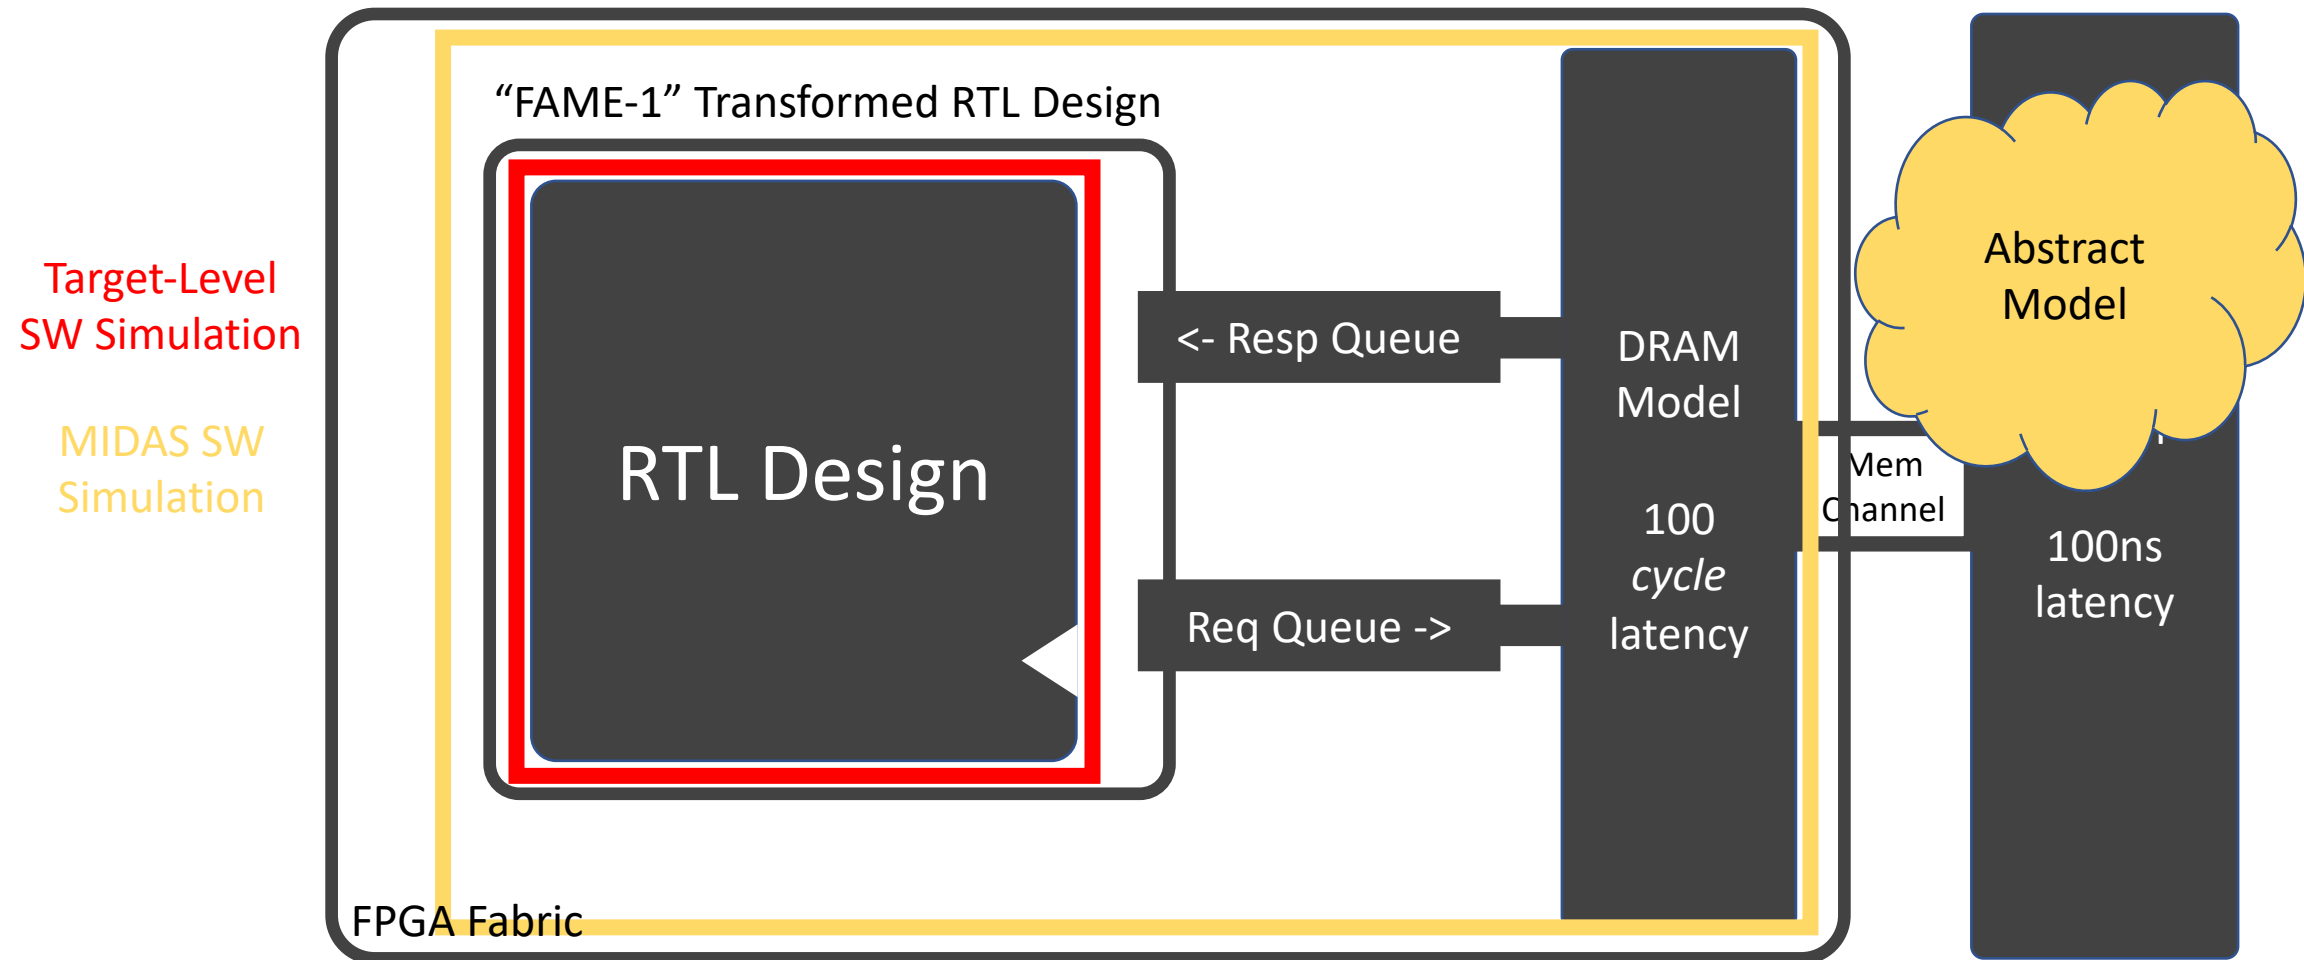 “FAME-1” Transformed RTL Design
Target-Level
SW Simulation
MIDAS SW
Simulation
RTL Design
<- Resp Queue
Req Queue ->
DRAM
Model
100
cycle
latency
Mem
Channel
Abstract
Model
100ns
latency
FPGA Fabric